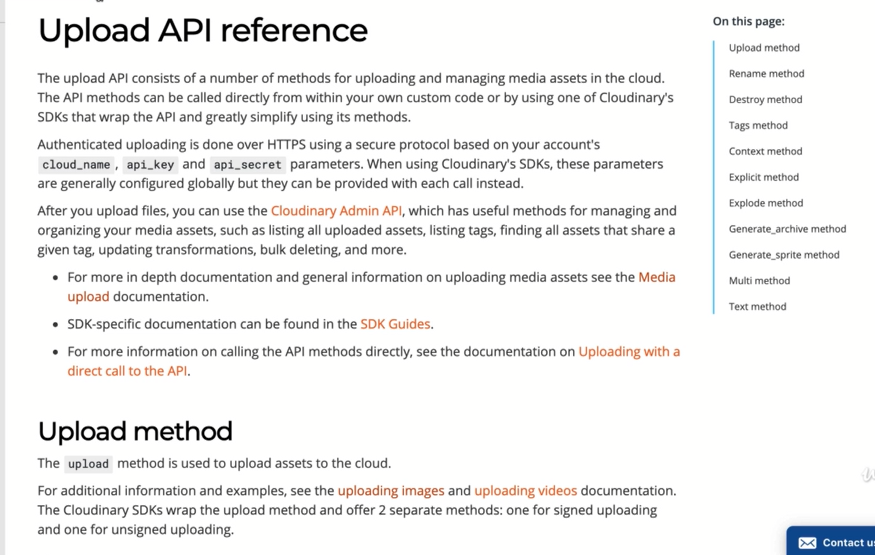 Upload API reference
The upload API consists of a number of methods for uploading and managing media assets in the cloud.
The API methods can be called directly from within your own custom code or by using one of Cloudinary's
SDKs that wrap the API and greatly simplify using its methods.
Authenticated uploading is done over HTTPS using a secure protocol based on your account's
cloud_name, api_key and api_secret parameters. When using Cloudinary's SDKs, these parameters
are generally configured globally but they can be provided with each call instead.
After you upload files, you can use the Cloudinary Admin API, which has useful methods for managing and
organizing your media assets, such as listing all uploaded assets, listing tags, finding all assets that share a
given tag, updating transformations, bulk deleting, and more.
• For more in depth documentation and general information on uploading media assets see the Media
upload documentation.
• SDK-specific documentation can be found in the SDK Guides.
• For more information on calling the API methods directly, see the documentation on Uploading with a
direct call to the API.
Upload method
The upload method is used to upload assets to the cloud.
For additional information and examples, see the uploading images and uploading videos documentation.
The Cloudinary SDKs wrap the upload method and offer 2 separate methods: one for signed uploading
and one for unsigned uploading.
On this page:
Upload method
Rename method
Destroy method
Tags method
Context method
Explicit method
Explode method
Generate_archive method
Generate_sprite method
Multi method
Text method
Contact us